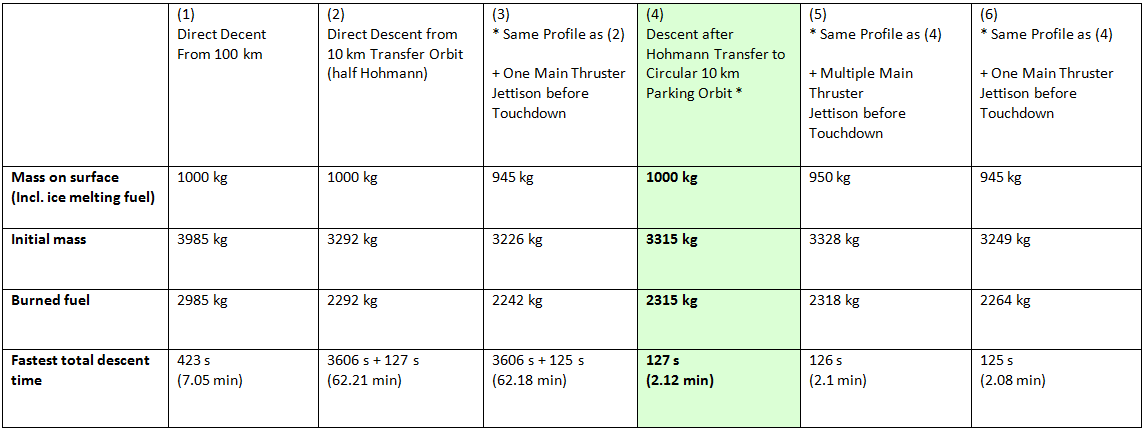 (1)
Direct Decent
From 100 km
(2)
Direct Descent from
10 km Transfer Orbit
(half Hohmann)
(3)
* Same Profile as (2)
+ One Main Thruster
Jettison before
Touchdown
(4)
Descent after
Hohmann Transfer to
Circular 10 km
Parking Orbit *
(5)
* Same Profile as (4)
+ Multiple Main
Thruster
Jettison before
Touchdown
(6)
* Same Profile as (4)
+ One Main Thruster
Jettison before
Touchdown
Mass on surface
(Incl. ice melting fuel)
1000 kg
1000 kg
945 kg
1000 kg
950 kg
945 kg
Initial mass
3985 kg
3292 kg
3226 kg
3315 kg
3328 kg
3249 kg
Burned fuel
2985 kg
2292 kg
2242 kg
2315 kg
2318 kg
2264 kg
Fastest total descent
time
423 s
(7.05 min)
3606 s + 127 s
(62.21 min)
3606 s + 125 s
(62.18 min)
127 s
(2.12 min)
126 s
(2.1 min)
125 s
(2.08 min)